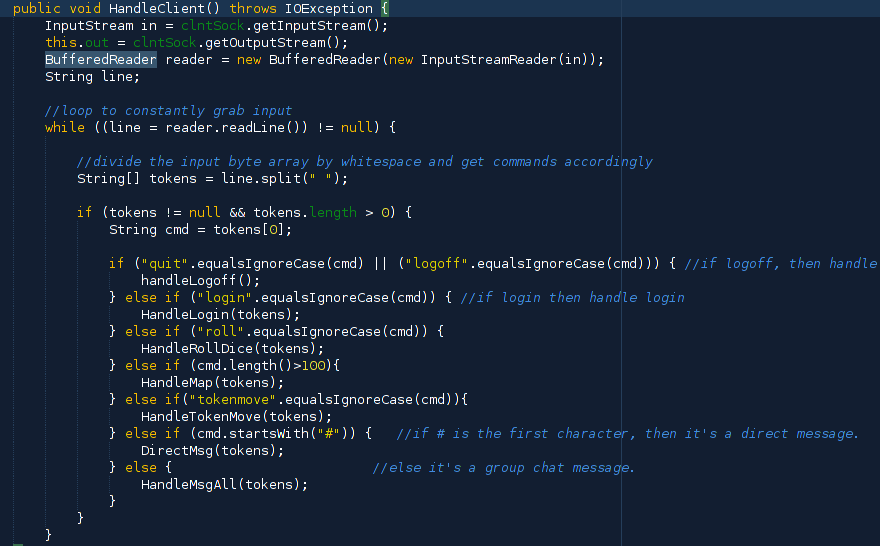 public void HandleClient() throws IOException {
    InputStream in = clntSock.getInputStream();
    this.out = clntSock.getOutputStream();
    BufferedReader reader = new BufferedReader(new InputStreamReader(in));
    String line;

    //loop to constantly grab input
    while ((line = reader.readLine()) != null) {

        //divide the input byte array by whitespace and get commands accordingly
        String[] tokens = line.split(" ");

        if (tokens != null && tokens.length > 0) {
            String cmd = tokens[0];

            if ("quit".equalsIgnoreCase(cmd) || ("logoff".equalsIgnoreCase(cmd))) { //if logoff, then handle
                handleLogoff();
            } else if ("login".equalsIgnoreCase(cmd)) { //if login then handle login
                HandleLogin(tokens);
            } else if ("roll".equalsIgnoreCase(cmd)) {
                HandleRollDice(tokens);
            } else if (cmd.length()>100){
                HandleMap(tokens);
            } else if("tokenmove".equalsIgnoreCase(cmd)){
                HandleTokenMove(tokens);
            } else if (cmd.startsWith("#")) {   //if # is the first character, then it's a direct message.
                DirectMsg(tokens);
            } else {                         //else it's a group chat message.
                HandleMsgAll(tokens);
            }
        }
    }